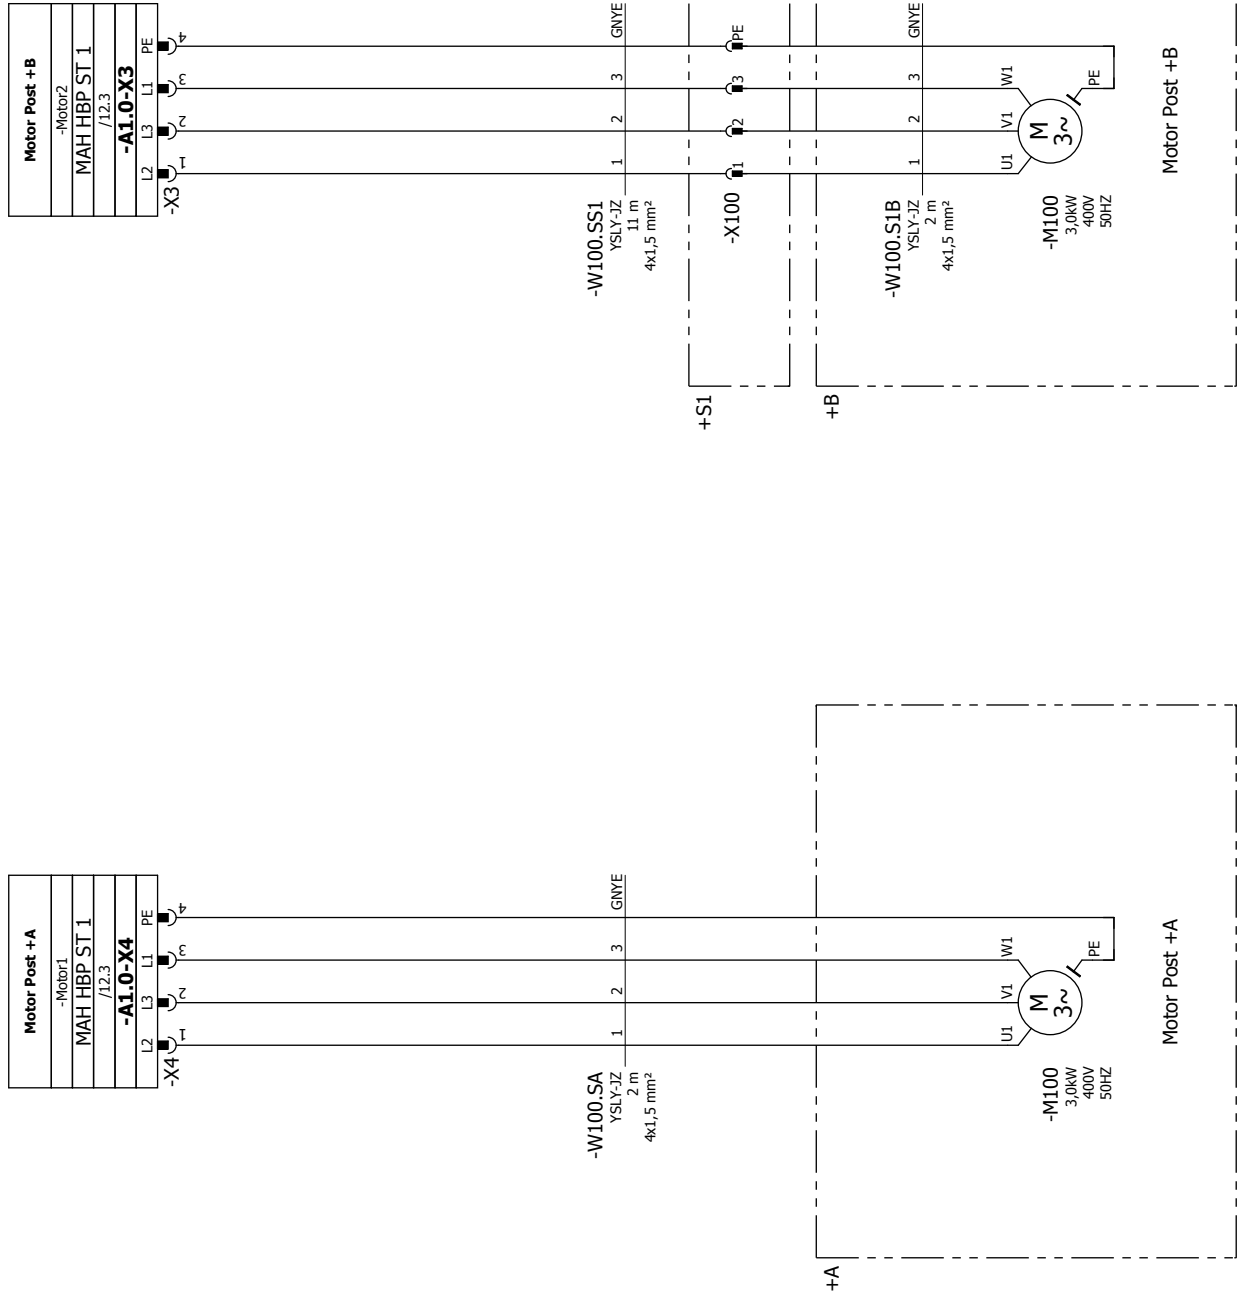 Motor Post +B
-Motor2
MAH HBP ST 1
/12.3
-A1.0-X3
L2 L3 L1 PE
-X3
1 2 3 4
-W100.SS1
YSLY-JZ
11 m
4x1,5 mm²
1 2 3 GNYE
+S1
-X100
1 2 3 PE
+B
-W100.S1B
YSLY-JZ
2 m
4x1,5 mm²
1 2 3 GNYE
U1 V1 W1
M
3~
PE
-M100
3,0kW
400V
50HZ
Motor Post +B
Motor Post +A
-Motor1
MAH HBP ST 1
/12.3
-A1.0-X4
L2 L3 L1 PE
-X4
1 2 3 4
-W100.SA
YSLY-JZ
2 m
4x1,5 mm²
1 2 3 GNYE
+A
U1 V1 W1
M
3~
PE
-M100
3,0kW
400V
50HZ
Motor Post +A